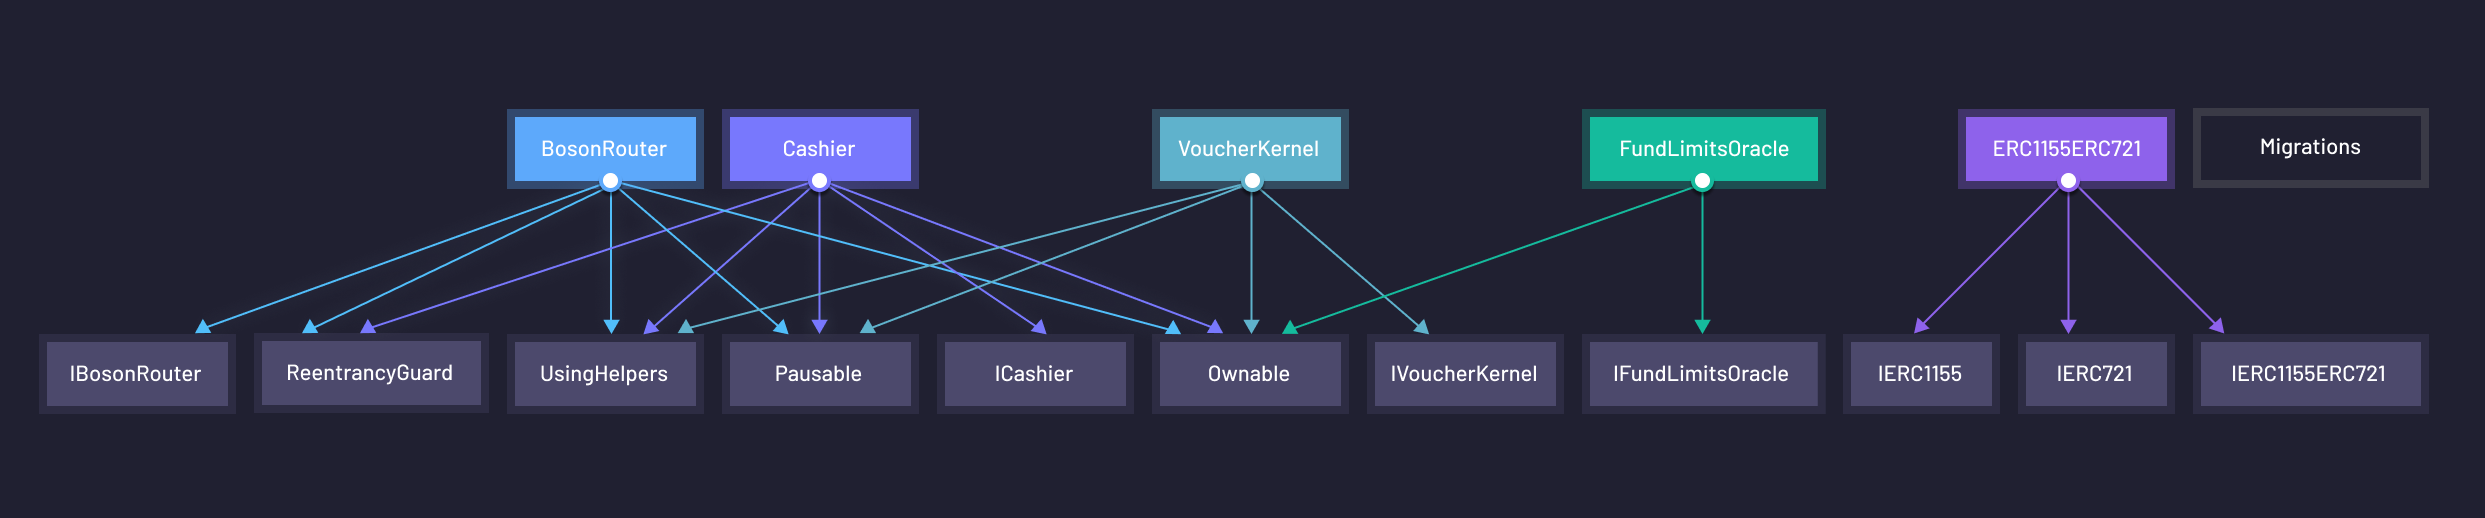 BosonRouter
Cashier
VoucherKernel
FundLimitsOracle
ERC1155ERC721
Migrations
IBosonRouter
ReentrancyGuard
UsingHelpers
Pausable
ICashier
Ownable
IVoucherKernel
IFundLimitsOracle
IERC1155
IERC721
IERC1155ERC721